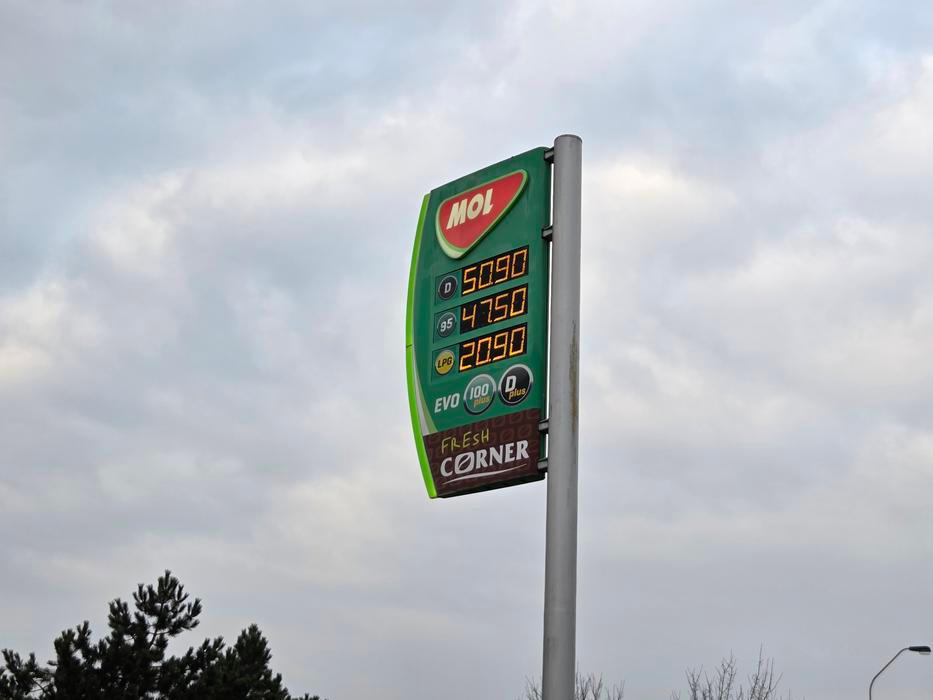 MOL
D 50.90
95 47.50
LPG 20.90
EVO 100 plus D plus
FRESH
CORNER